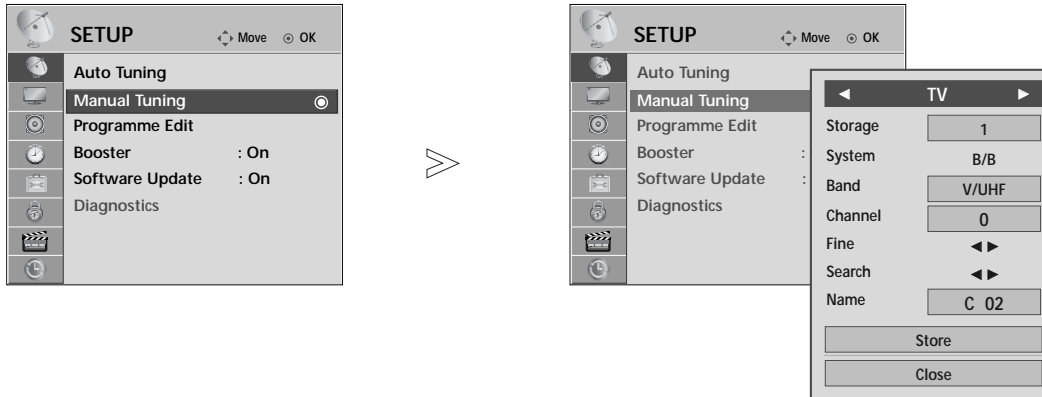 SETUP Move OK
Auto Tuning
Manual Tuning
Programme Edit
Booster : On
Software Update : On
Diagnostics
SETUP Move OK
Auto Tuning
Manual Tuning
Programme Edit
Booster :
Software Update :
Diagnostics
◄ TV ►
Storage 1
System B/B
Band V/UHF
Channel 0
Fine ◄ ►
Search ◄ ►
Name C 02
Store
Close